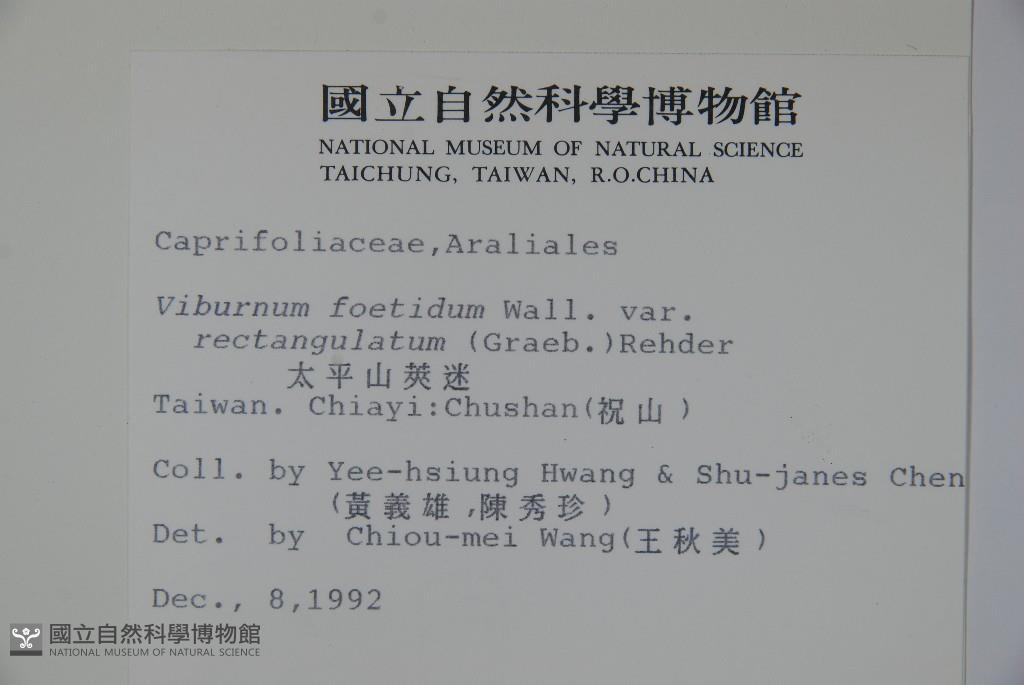 國立自然科學博物館
NATIONAL MUSEUM OF NATURAL SCIENCE
TAICHUNG, TAIWAN, R.O.CHINA
Caprifoliaceae,Araliales
Viburnum foetidum Wall. var.
rectangulatum (Graeb.)Rehder
太平山莢迷
Taiwan. Chiayi:Chushan(祝山)
Coll. by Yee-hsiung Hwang & Shu-janes Chen
(黃義雄,陳秀珍)
Det. by Chiou-mei Wang(王秋美)
Dec., 8,1992
國立自然科學博物館
NATIONAL MUSEUM OF NATURAL SCIENCE